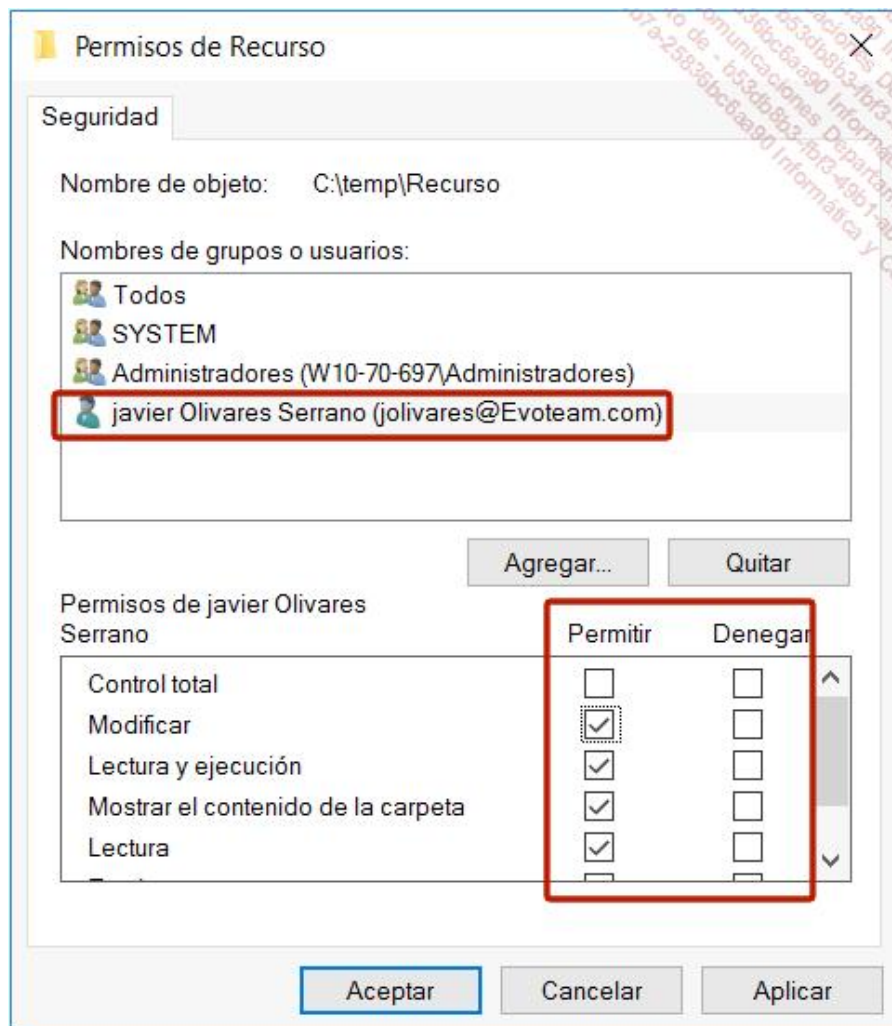 Permisos de Recurso
Seguridad
Nombre de objeto: C:\temp\Recurso
Nombres de grupos o usuarios:
Todos
SYSTEM
Administradores (W10-70-697\Administradores)
javier Olivares Serrano (jolivares@Evoteam.com)
Agregar... Quitar
Permisos de javier Olivares
Serrano Permitir Denegar
Control total
Modificar
Lectura y ejecución
Mostrar el contenido de la carpeta
Lectura
Aceptar Cancelar Aplicar